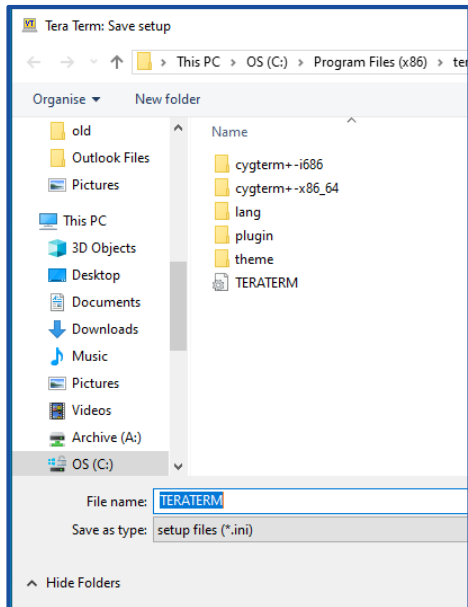 Tera Term: Save setup
This PC > OS (C:) > Program Files (x86) > ter
Organise New folder
old
Outlook Files
Pictures
This PC
3D Objects
Desktop
Documents
Downloads
Music
Pictures
Videos
Archive (A:)
OS (C:)
Name
cygterm+-i686
cygterm+-x86_64
lang
plugin
theme
TERATERM
File name: TERATERM
Save as type: setup files (*.ini)
Hide Folders